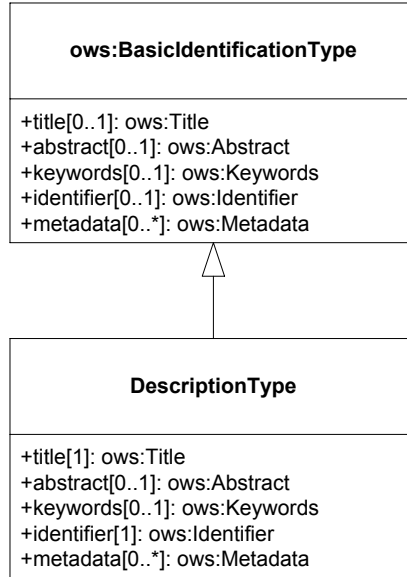 ows:BasicIdentificationType
+title[0..1]: ows:Title
+abstract[0..1]: ows:Abstract
+keywords[0..1]: ows:Keywords
+identifier[0..1]: ows:Identifier
+metadata[0..*]: ows:Metadata
DescriptionType
+title[1]: ows:Title
+abstract[0..1]: ows:Abstract
+keywords[0..1]: ows:Keywords
+identifier[1]: ows:Identifier
+metadata[0..*]: ows:Metadata